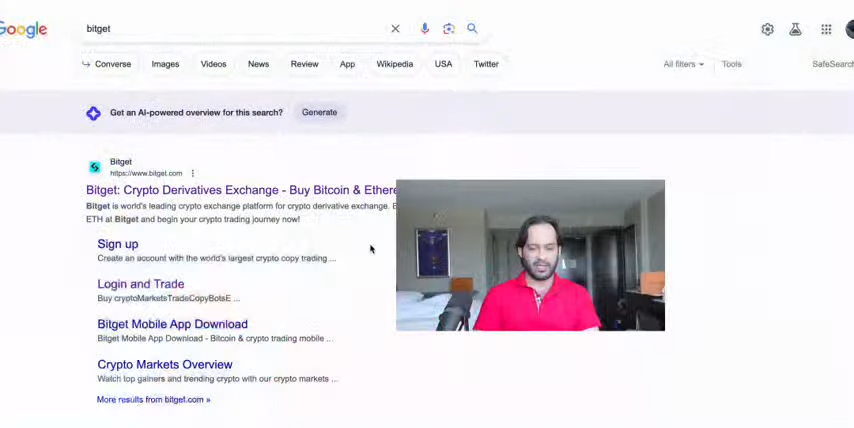 Google
bitget
Converse Images Videos News Review App Wikipedia USA Twitter All filters Tools SafeSearch
Get an AI-powered overview for this search? Generate
Bitget
https://www.bitget.com
Bitget: Crypto Derivatives Exchange - Buy Bitcoin & Ethere
Bitget is world's leading crypto exchange platform for crypto derivative exchange.
ETH at Bitget and begin your crypto trading journey now!
Sign up
Create an account with the world's largest crypto copy trading ...
Login and Trade
Buy cryptoMarketsTradeCopyBotsE ...
Bitget Mobile App Download
Bitget Mobile App Download - Bitcoin & crypto trading mobile ...
Crypto Markets Overview
Watch top gainers and trending crypto with our crypto markets ...
More results from bitget.com »